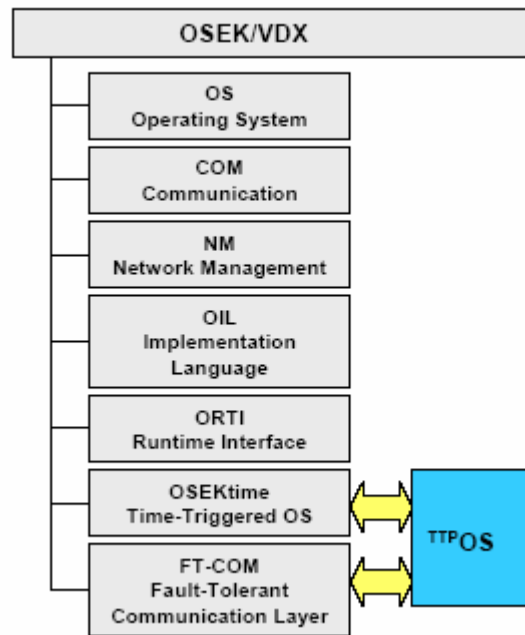 OSEK/VDX
OS
Operating System
COM
Communication
NM
Network Management
OIL
Implementation
Language
ORTI
Runtime Interface
OSEKtime
Time-Triggered OS
FT-COM
Fault-Tolerant
Communication Layer
TTPOS